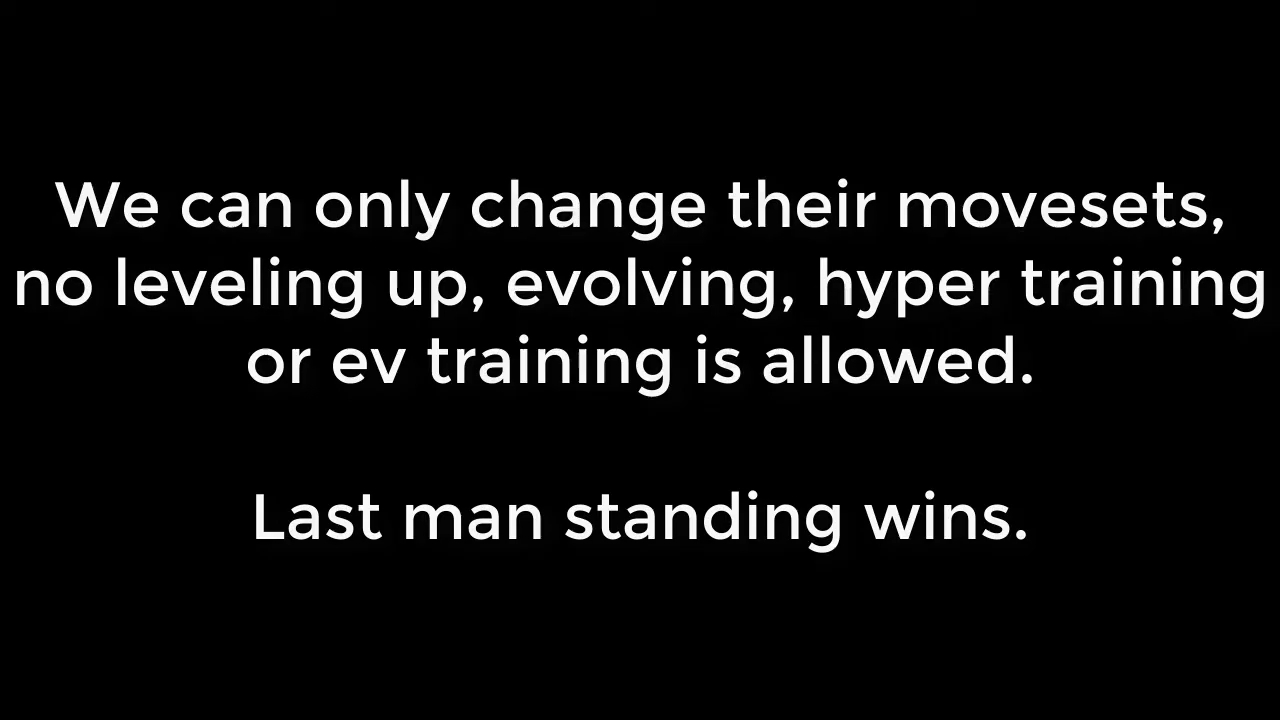 We can only change their movesets,
no leveling up, evolving, hyper training
or ev training is allowed.
Last man standing wins.